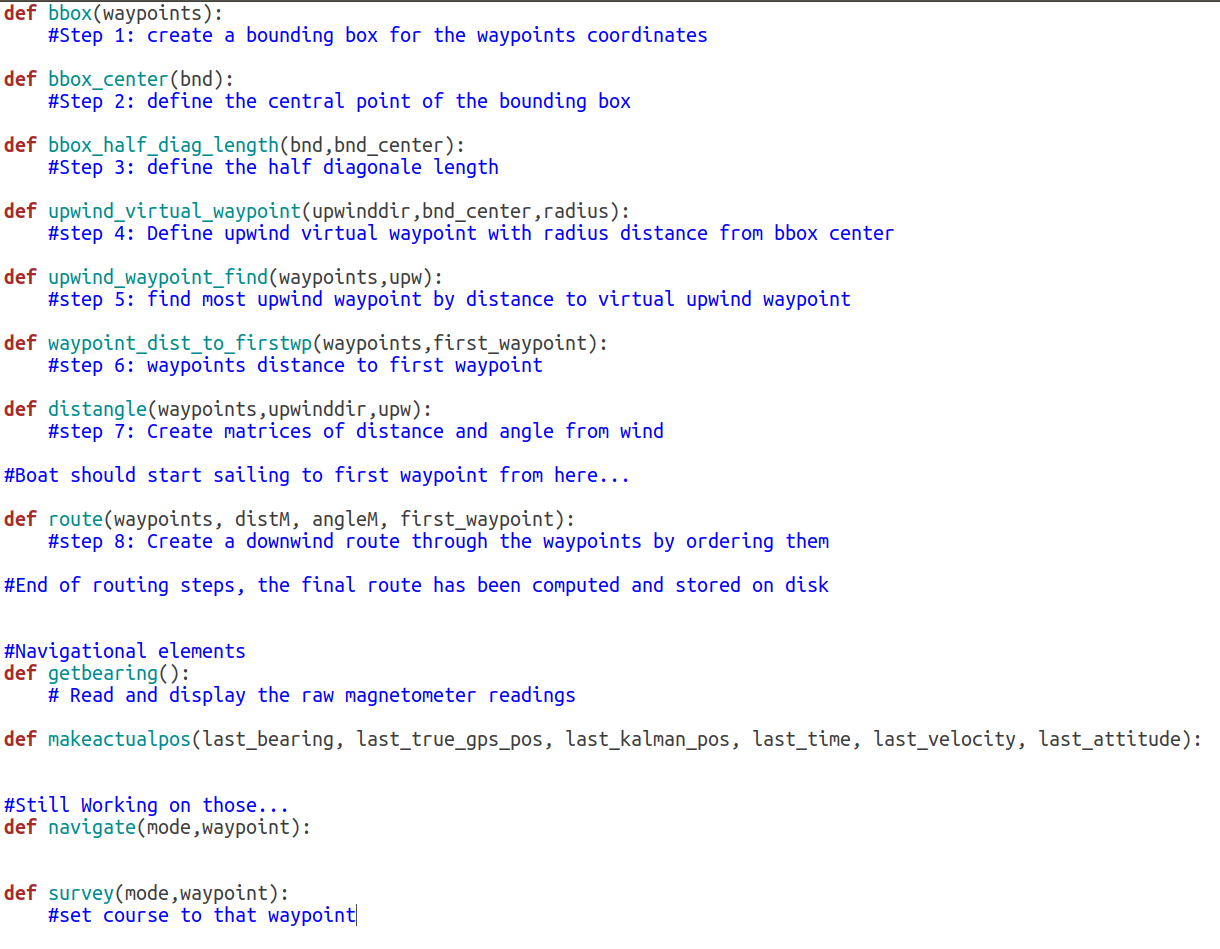 def bbox(waypoints):
    #Step 1: create a bounding box for the waypoints coordinates
def bbox_center(bnd):
    #Step 2: define the central point of the bounding box
def bbox_half_diag_length(bnd,bnd_center):
    #Step 3: define the half diagonale length
def upwind_virtual_waypoint(upwinddir,bnd_center,radius):
    #step 4: Define upwind virtual waypoint with radius distance from bbox center
def upwind_waypoint_find(waypoints,upw):
    #step 5: find most upwind waypoint by distance to virtual upwind waypoint
def waypoint_dist_to_firstwp(waypoints,first_waypoint):
    #step 6: waypoints distance to first waypoint
def distangle(waypoints,upwinddir,upw):
    #step 7: Create matrices of distance and angle from wind
#Boat should start sailing to first waypoint from here...
def route(waypoints, distM, angleM, first_waypoint):
    #step 8: Create a downwind route through the waypoints by ordering them
#End of routing steps, the final route has been computed and stored on disk
#Navigational elements
def getbearing():
    # Read and display the raw magnetometer readings
def makeactualpos(last_bearing, last_true_gps_pos, last_kalman_pos, last_time, last_velocity, last_attitude):
#Still Working on those...
def navigate(mode,waypoint):
def survey(mode,waypoint):
    #set course to that waypoint